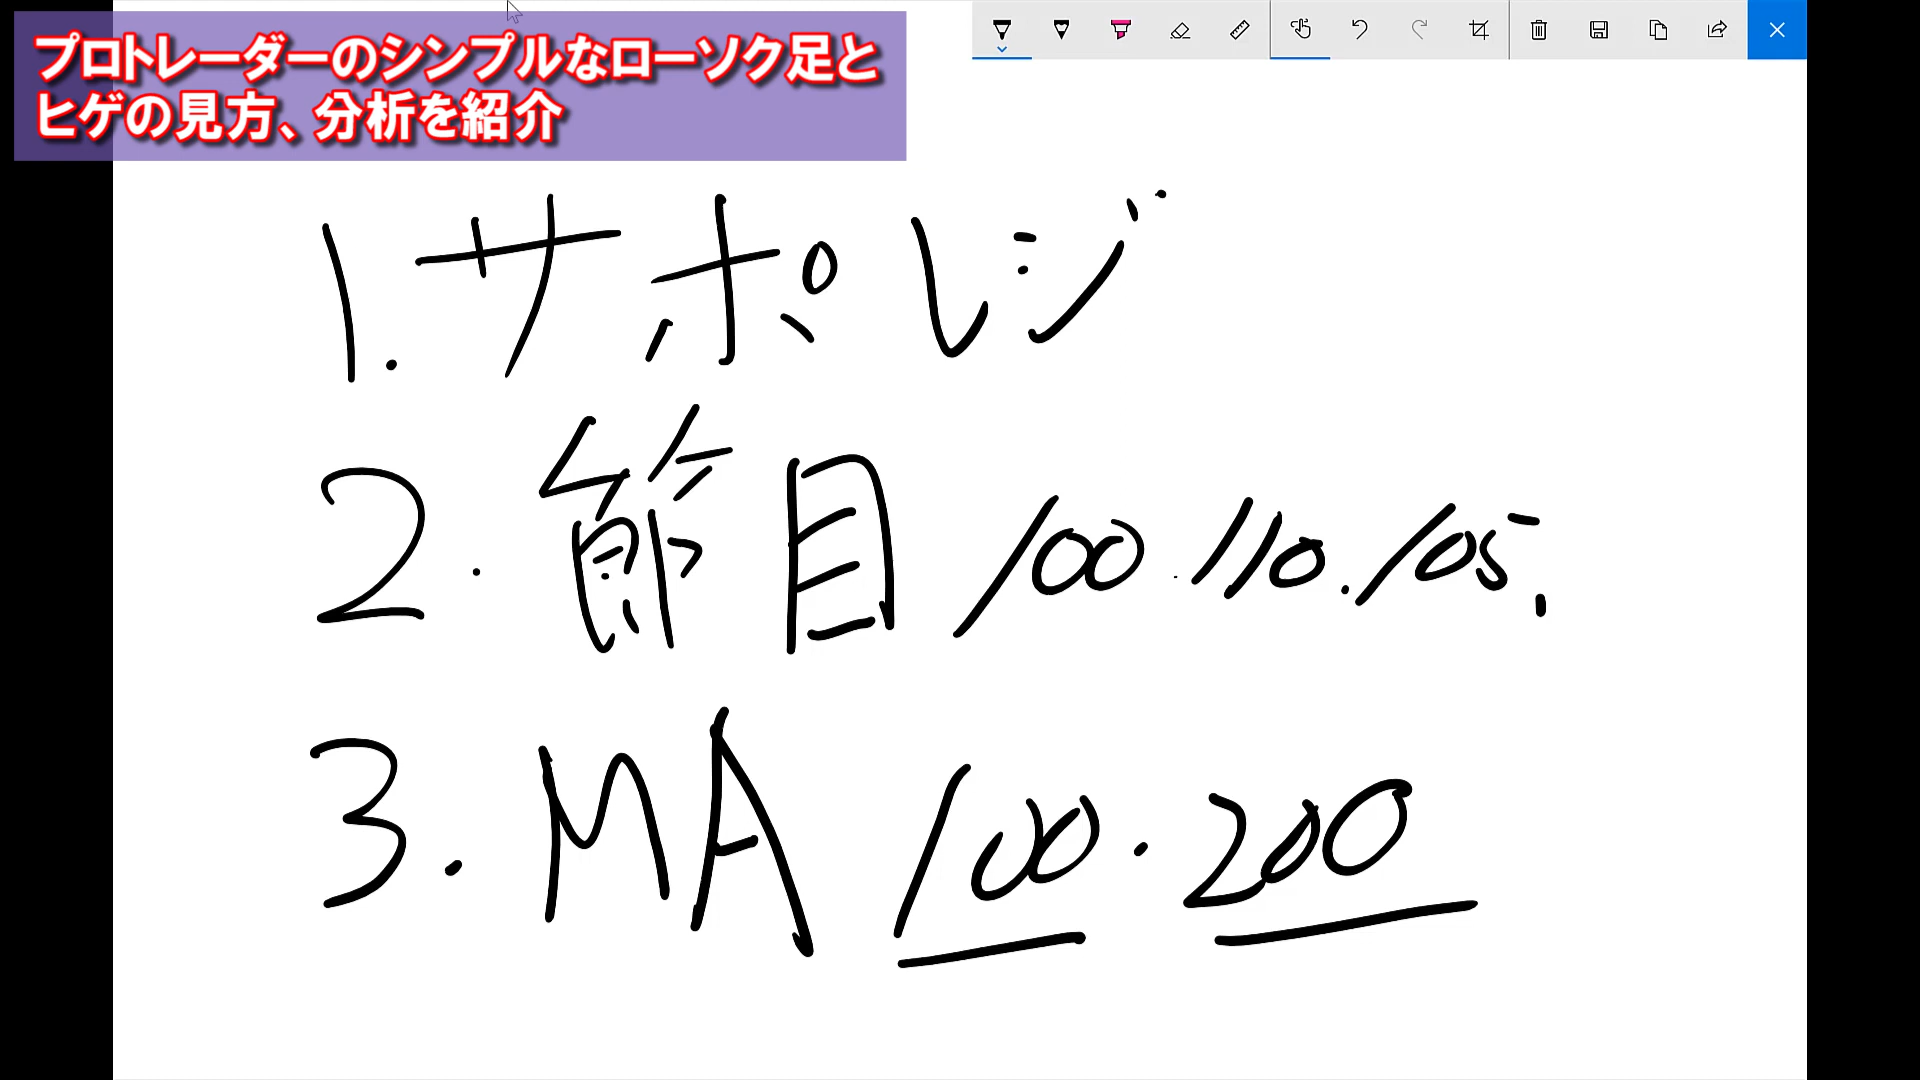 プロトレーダーのシンプルなローソク足と
ヒゲの見方、分析を紹介
1. サポレジ
2. 節目 100.110.105.
3. MA 100.200